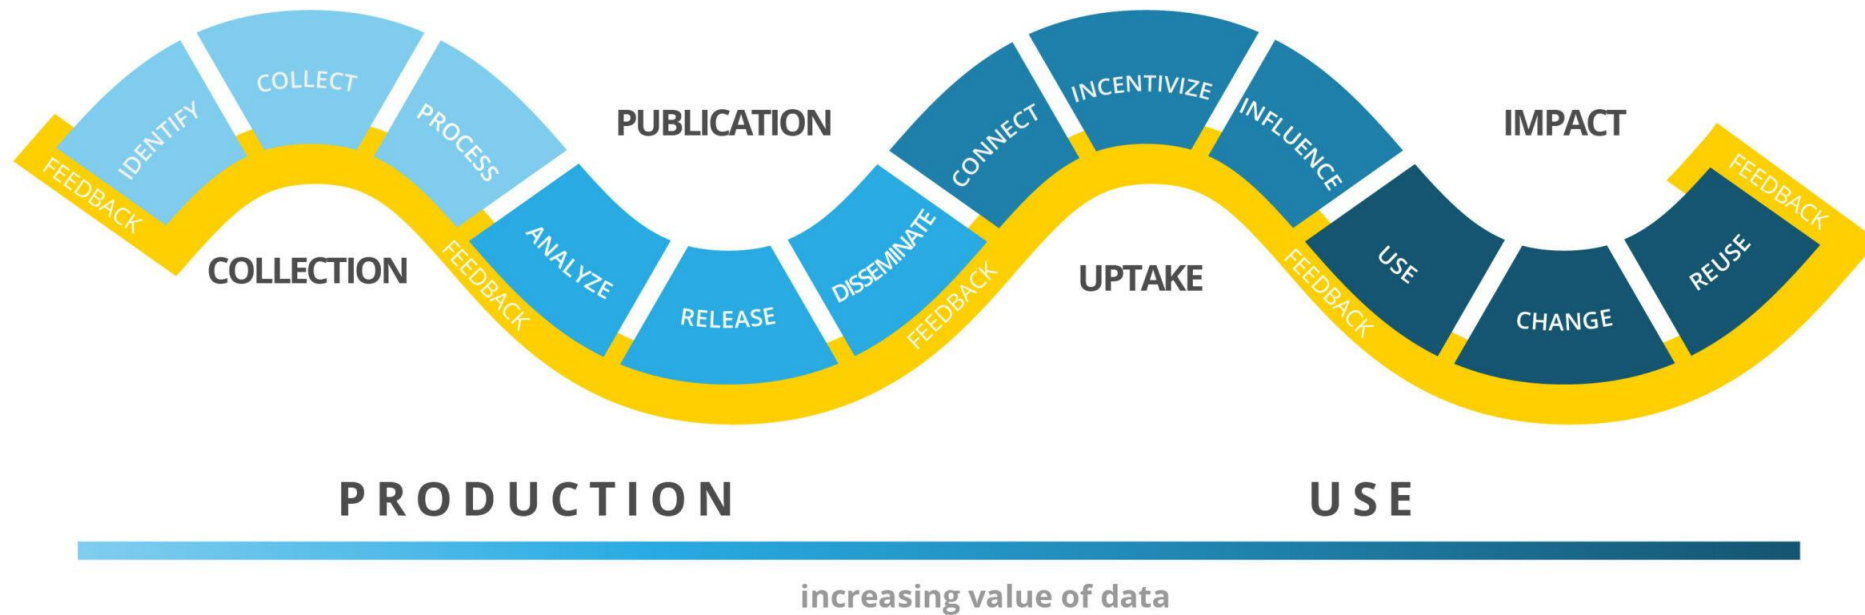 FEEDBACK
IDENTIFY
COLLECT
PROCESS
COLLECTION
FEEDBACK
ANALYZE
RELEASE
DISSEMINATE
PUBLICATION
FEEDBACK
CONNECT
INCENTIVIZE
INFLUENCE
UPTAKE
FEEDBACK
USE
CHANGE
REUSE
IMPACT
FEEDBACK
PRODUCTION
USE
increasing value of data